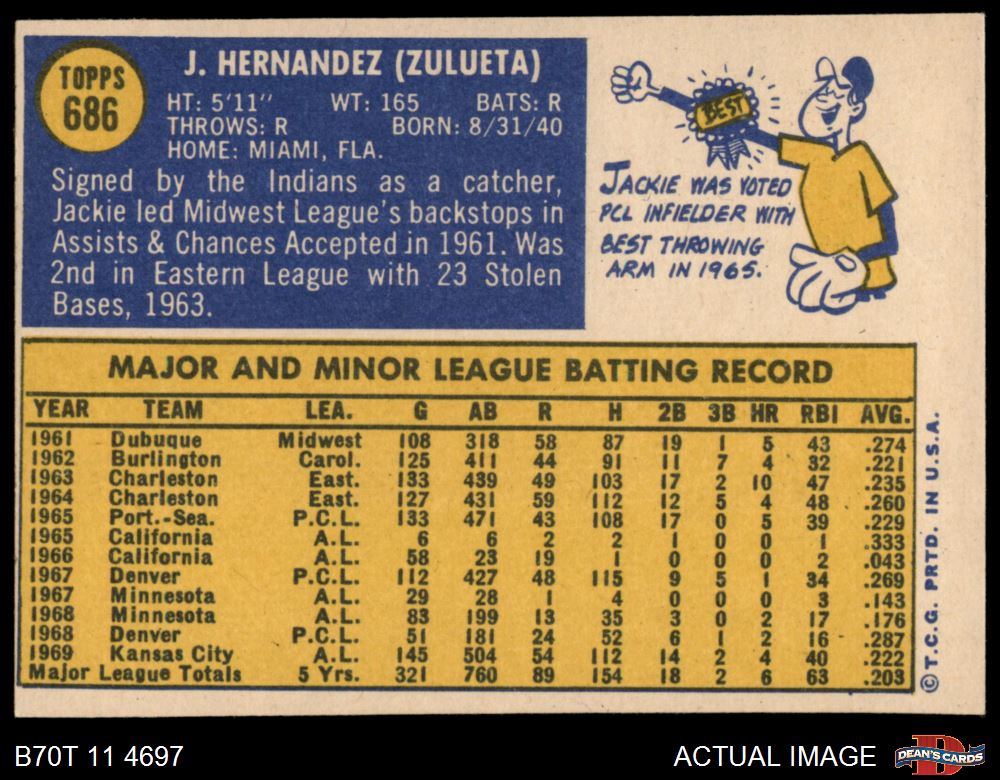 TOPPS
686
J. HERNANDEZ (ZULUETA)
HT: 5'11" WT: 165 BATS: R
THROWS: R BORN: 8/31/40
HOME: MIAMI, FLA.
Signed by the Indians as a catcher,
Jackie led Midwest League's backstops in
Assists & Chances Accepted in 1961. Was
2nd in Eastern League with 23 Stolen
Bases, 1963.
BEST
JACKIE WAS VOTED
PCL INFIELDER WITH
BEST THROWING
ARM IN 1965.
MAJOR AND MINOR LEAGUE BATTING RECORD
YEAR TEAM LEA. G AB R H 2B 3B HR RBI AVG.
1961 Dubuque Midwest 108 318 58 87 19 1 5 43 .274
1962 Burlington Carol. 125 411 44 91 11 7 4 32 .221
1963 Charleston East. 133 439 49 103 17 2 10 47 .235
1964 Charleston East. 127 431 59 112 12 5 4 48 .260
1965 Port.-Sea. P.C.L. 133 471 43 108 17 0 5 39 .229
1965 California A.L. 6 6 2 2 1 0 0 1 .333
1966 California A.L. 58 23 19 1 0 0 0 2 .043
1967 Denver P.C.L. 112 427 48 115 9 5 1 34 .269
1967 Minnesota A.L. 29 28 1 4 0 0 0 3 .143
1968 Minnesota A.L. 83 199 13 35 3 0 2 17 .176
1968 Denver P.C.L. 51 181 24 52 6 1 2 16 .287
1969 Kansas City A.L. 145 504 54 112 14 2 4 40 .222
Major League Totals 5 Yrs. 321 760 89 154 18 2 6 63 .203
© T.C.G. PRTD. IN U.S.A.
B70T 11 4697
ACTUAL IMAGE
D
DEAN'S CARDS